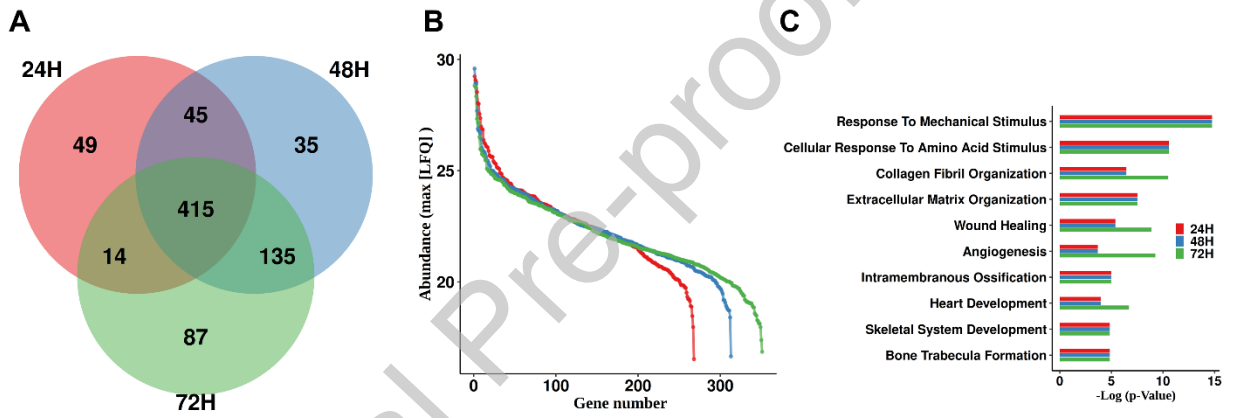 A
B
C
24H
48H
45
49
35
415
14
135
87
72H
Abundance (max [LFQ] )
30
25
20
0
100
200
300
Gene number
Response To Mechanical Stimulus
Cellular Response To Amino Acid Stimulus
Collagen Fibril Organization
Extracellular Matrix Organization
Wound Healing
Angiogenesis
Intramembranous Ossification
Heart Development
Skeletal System Development
Bone Trabecula Formation
24H
48H
72H
0
5
10
15
-Log (p-Value)
l Pre-proo